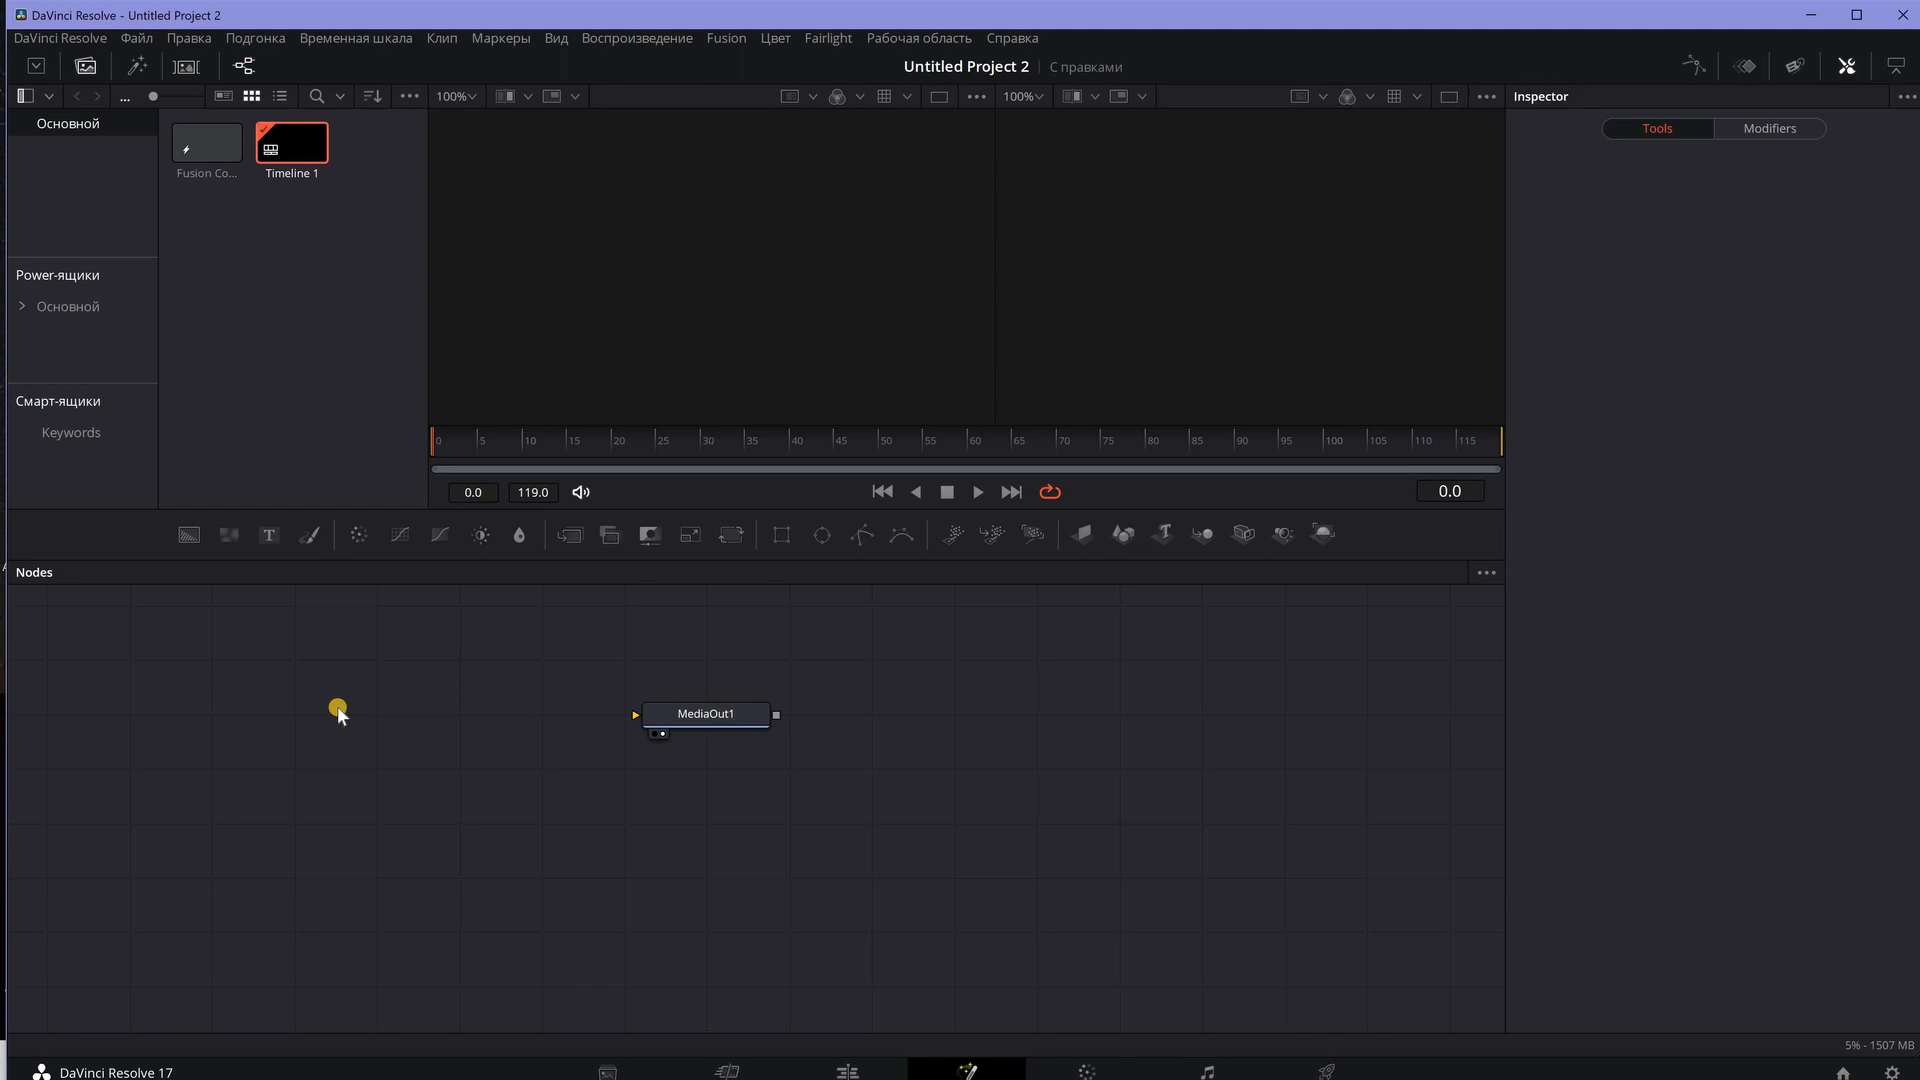 DaVinci Resolve - Untitled Project 2
DaVinci Resolve Файл Правка Подгонка Временная шкала Клип Маркеры Вид Воспроизведение Fusion Цвет Fairlight Рабочая область Справка
Untitled Project 2 С правками
... 100% 100% Inspector
Основной
Tools Modifiers
Fusion Co... Timeline 1
Power-ящики
Основной
Смарт-ящики
Keywords
0 5 10 15 20 25 30 35 40 45 50 55 60 65 70 75 80 85 90 95 100 105 110 115
0.0 119.0 0.0
Nodes
MediaOut1
5% - 1507 MB
DaVinci Resolve 17